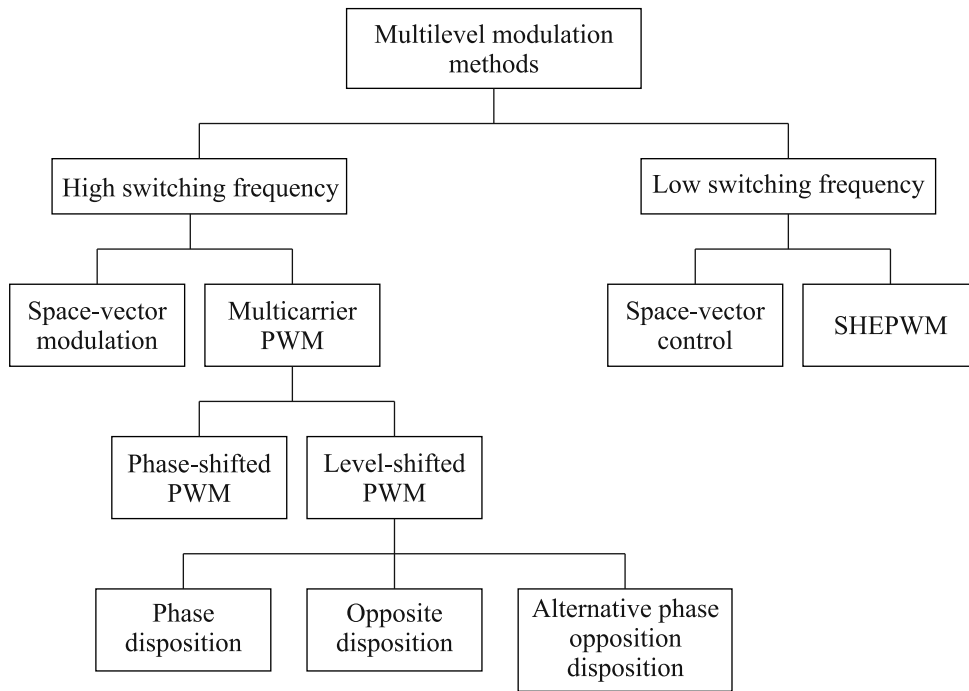 Multilevel modulation
methods
High switching frequency
Low switching frequency
Space-vector
modulation
Multicarrier
PWM
Space-vector
control
SHEPWM
Phase-shifted
PWM
Level-shifted
PWM
Phase
disposition
Opposite
disposition
Alternative phase
opposition
disposition